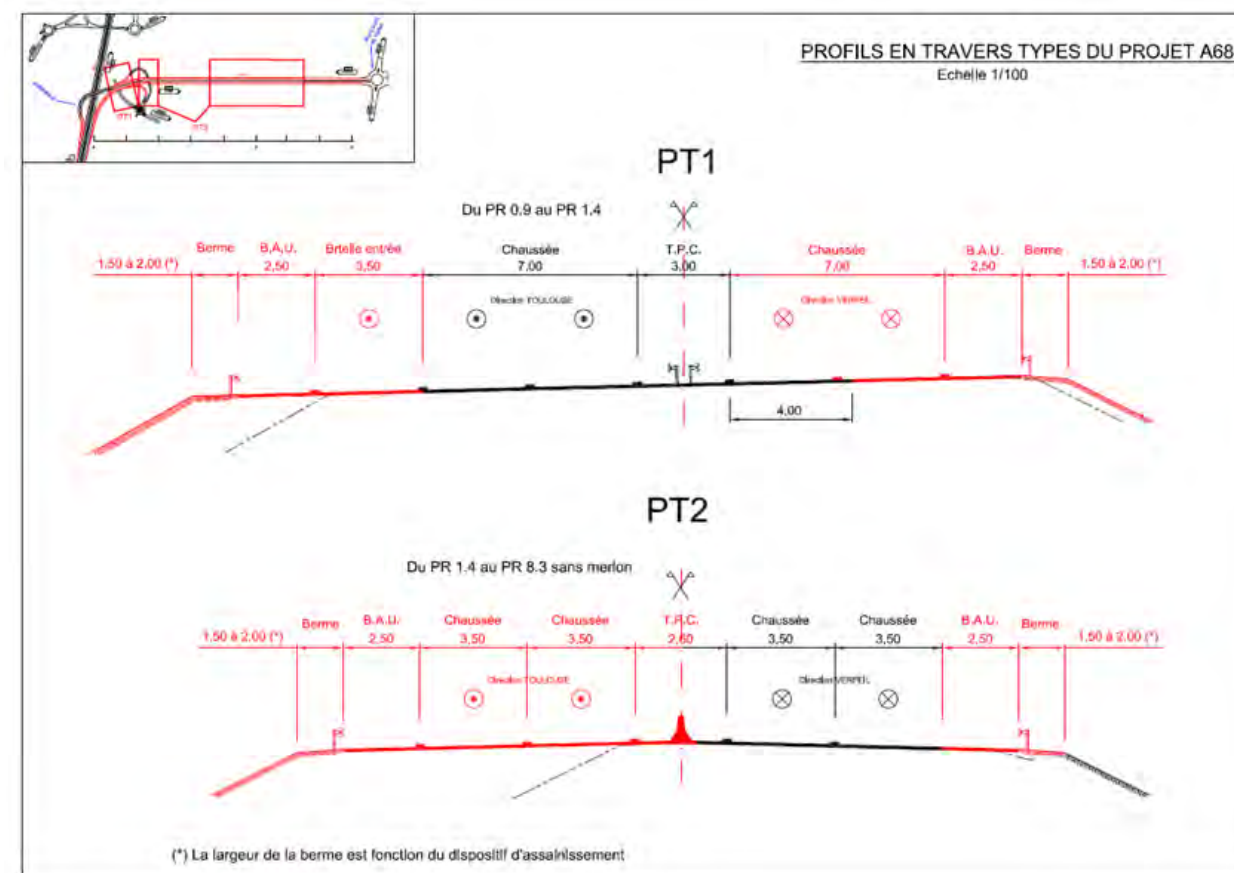 PROFILS EN TRAVERS TYPES DU PROJET A68
Echelle 1/100
PT1
Du PR 0.9 au PR 1.4
1.50 à 2.00 (*)
Berme
B.A.U.
2,50
Bretelle entrée
3,50
Chaussée
7.00
T.P.C.
3,00
Chaussée
7,00
B.A.U.
2,50
Berme
1.50 à 2.00 (*)
Direction TOULOUSE
Direction VERFEIL
4,00
PT2
Du PR 1.4 au PR 8.3 sans merlon
1.50 à 2.00 (*)
Berme
B.A.U.
2,50
Chaussée
3,50
Chaussée
3,50
T.P.C.
2,60
Chaussée
3,50
Chaussée
3,50
B.A.U.
2,50
Berme
1.50 à 2.00 (*)
Direction TOULOUSE
Direction VERFEIL
(*) La largeur de la berme est fonction du dispositif d'assainissement